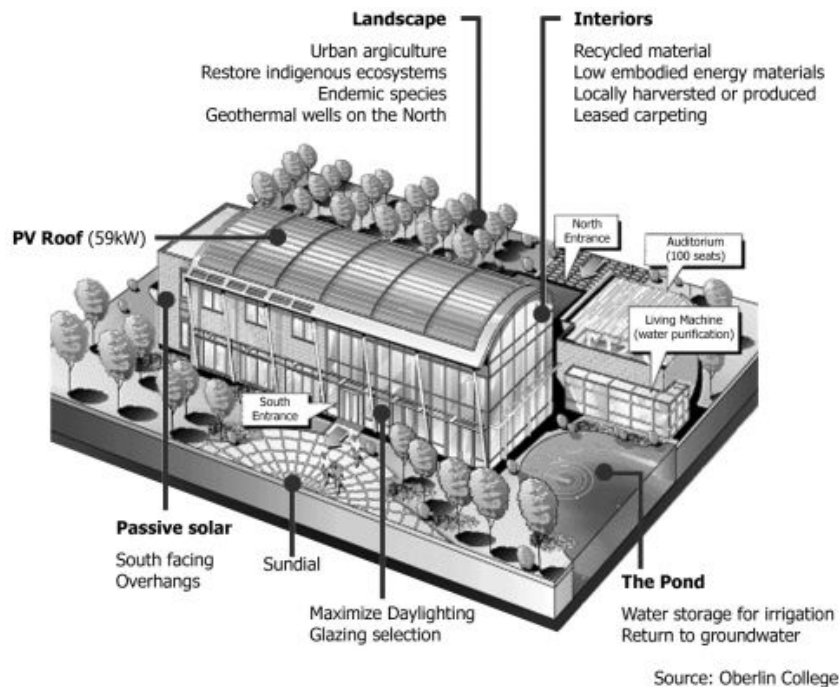 Landscape
Urban argiculture
Restore indigenous ecosystems
Endemic species
Geothermal wells on the North
Interiors
Recycled material
Low embodied energy materials
Locally harversted or produced
Leased carpeting
PV Roof (59kW)
North
Entrance
Auditorium
(100 seats)
Living Machine
(water purification)
South
Entrance
Passive solar
South facing
Overhangs
Sundial
Maximize Daylighting
Glazing selection
The Pond
Water storage for irrigation
Return to groundwater
Source: Oberlin College